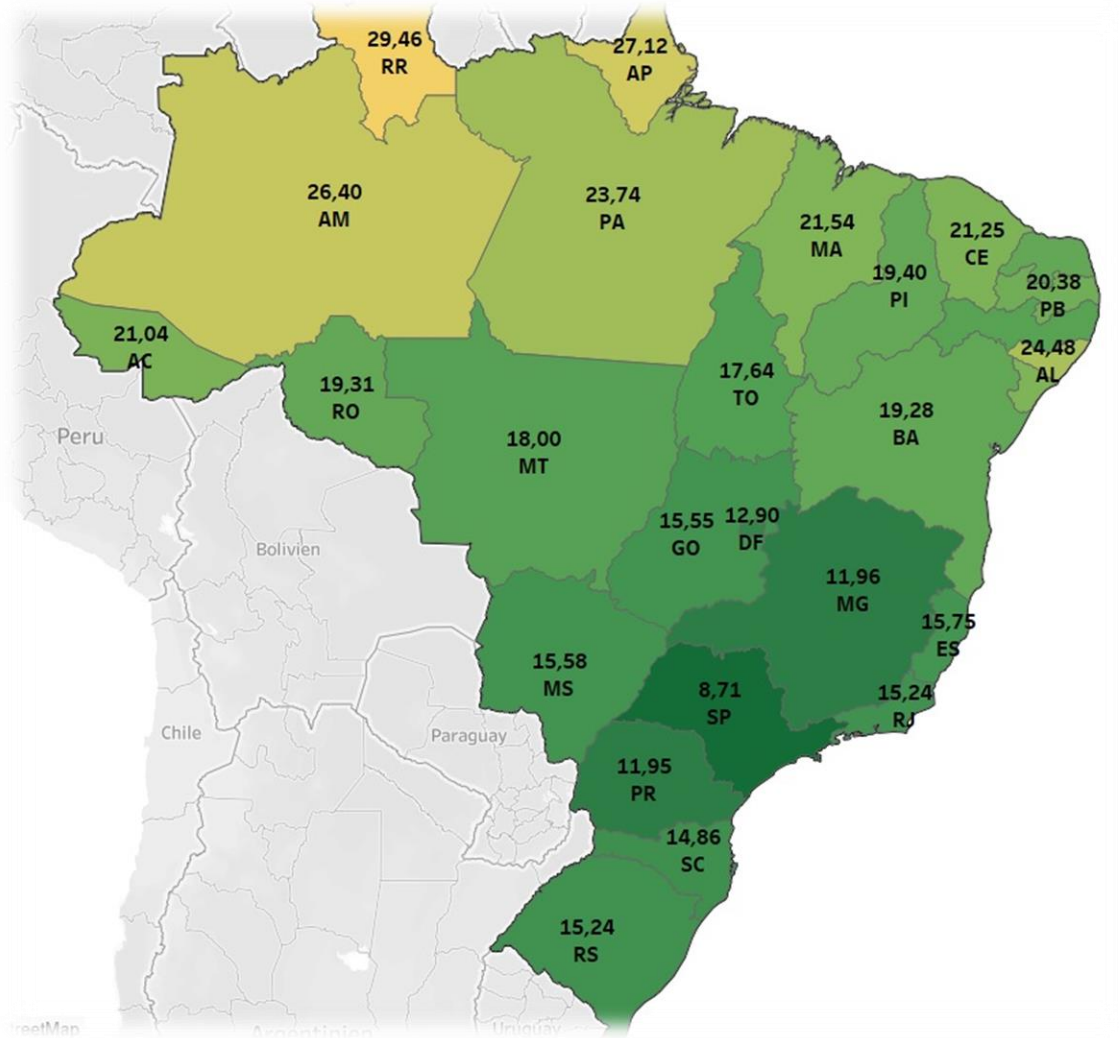 29,46
RR
27,12
AP
26,40
AM
23,74
PA
21,54
MA
21,25
CE
19,40
PI
20,38
PB
21,04
AC
24,48
AL
19,31
RO
17,64
TO
19,28
BA
18,00
MT
Peru
15,55
GO
12,90
DF
Bolivien
11,96
MG
15,75
ES
15,58
MS
8,71
SP
15,24
RJ
Chile
Paraguay
11,95
PR
14,86
SC
15,24
RS
reetMap
Argentinien
Uruguay